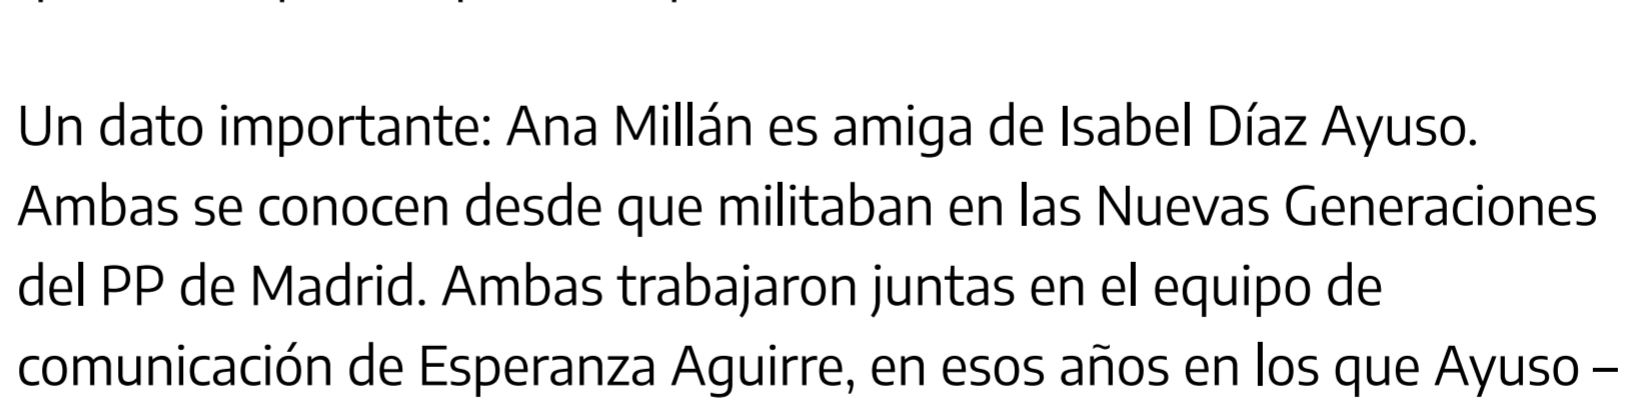 Un dato importante: Ana Millán es amiga de Isabel Díaz Ayuso.
Ambas se conocen desde que militaban en las Nuevas Generaciones
del PP de Madrid. Ambas trabajaron juntas en el equipo de
comunicación de Esperanza Aguirre, en esos años en los que Ayuso –